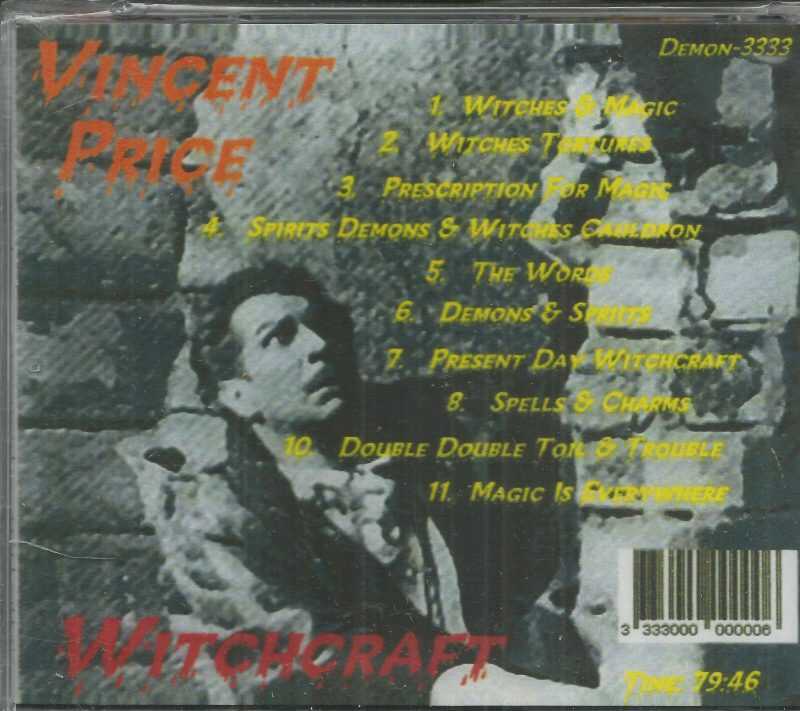 Vincent
Price
Demon-3333
1. Witches & Magic
2. Witches Tortures
3. Prescription For Magic
4. Spirits Demons & Witches Cauldron
5. The Words
6. Demons & Spriits
7. Present Day Witchcraft
8. Spells & Charms
10. Double Double Toil & Trouble
11. Magic Is Everywhere
3 333000 000006
Witchcraft
Time 79:46